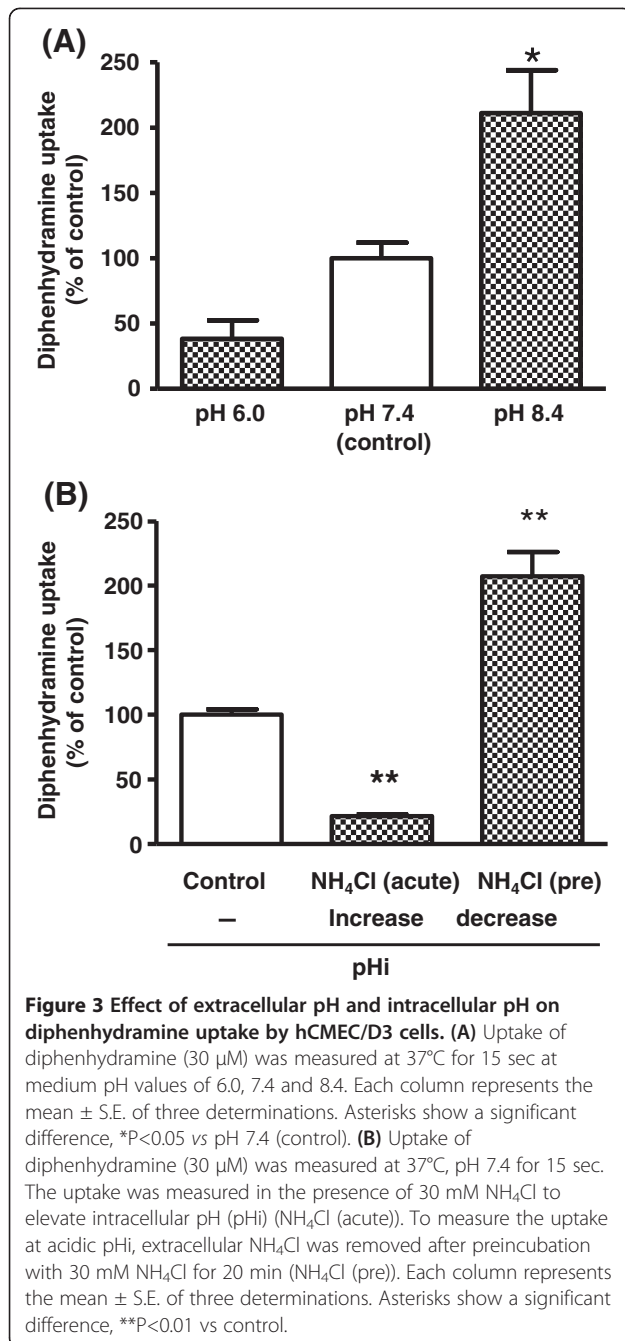 (A)
*
250
200
150
100
50
0
Diphenhydramine uptake
(% of control)
pH 6.0 pH 7.4 pH 8.4
(control)
(B)
**
250
200
150
100
50
0
Diphenhydramine uptake
(% of control)
**
Control NH₄Cl (acute) NH₄Cl (pre)
– Increase decrease
pHi
Figure 3 Effect of extracellular pH and intracellular pH on
diphenhydramine uptake by hCMEC/D3 cells. (A) Uptake of
diphenhydramine (30 μM) was measured at 37°C for 15 sec at
medium pH values of 6.0, 7.4 and 8.4. Each column represents the
mean ± S.E. of three determinations. Asterisks show a significant
difference, *P<0.05 vs pH 7.4 (control). (B) Uptake of
diphenhydramine (30 μM) was measured at 37°C, pH 7.4 for 15 sec.
The uptake was measured in the presence of 30 mM NH₄Cl to
elevate intracellular pH (pHi) (NH₄Cl (acute)). To measure the uptake
at acidic pHi, extracellular NH₄Cl was removed after preincubation
with 30 mM NH₄Cl for 20 min (NH₄Cl (pre)). Each column represents
the mean ± S.E. of three determinations. Asterisks show a significant
difference, **P<0.01 vs control.